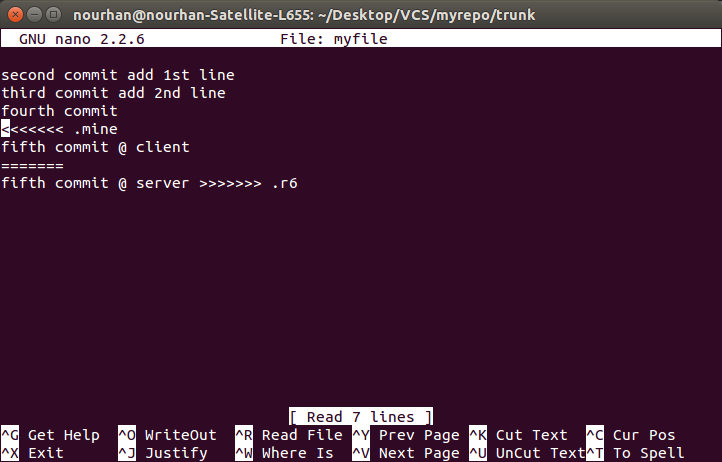 nourhan@nourhan-Satellite-L655: ~/Desktop/VCS/myrepo/trunk
GNU nano 2.2.6 File: myfile
second commit add 1st line
third commit add 2nd line
fourth commit
<<<<<<< .mine
fifth commit @ client
=======
fifth commit @ server >>>>>>> .r6
[ Read 7 lines ]
^G Get Help ^O WriteOut ^R Read File ^Y Prev Page ^K Cut Text ^C Cur Pos
^X Exit ^J Justify ^W Where Is ^V Next Page ^U UnCut Text ^T To Spell